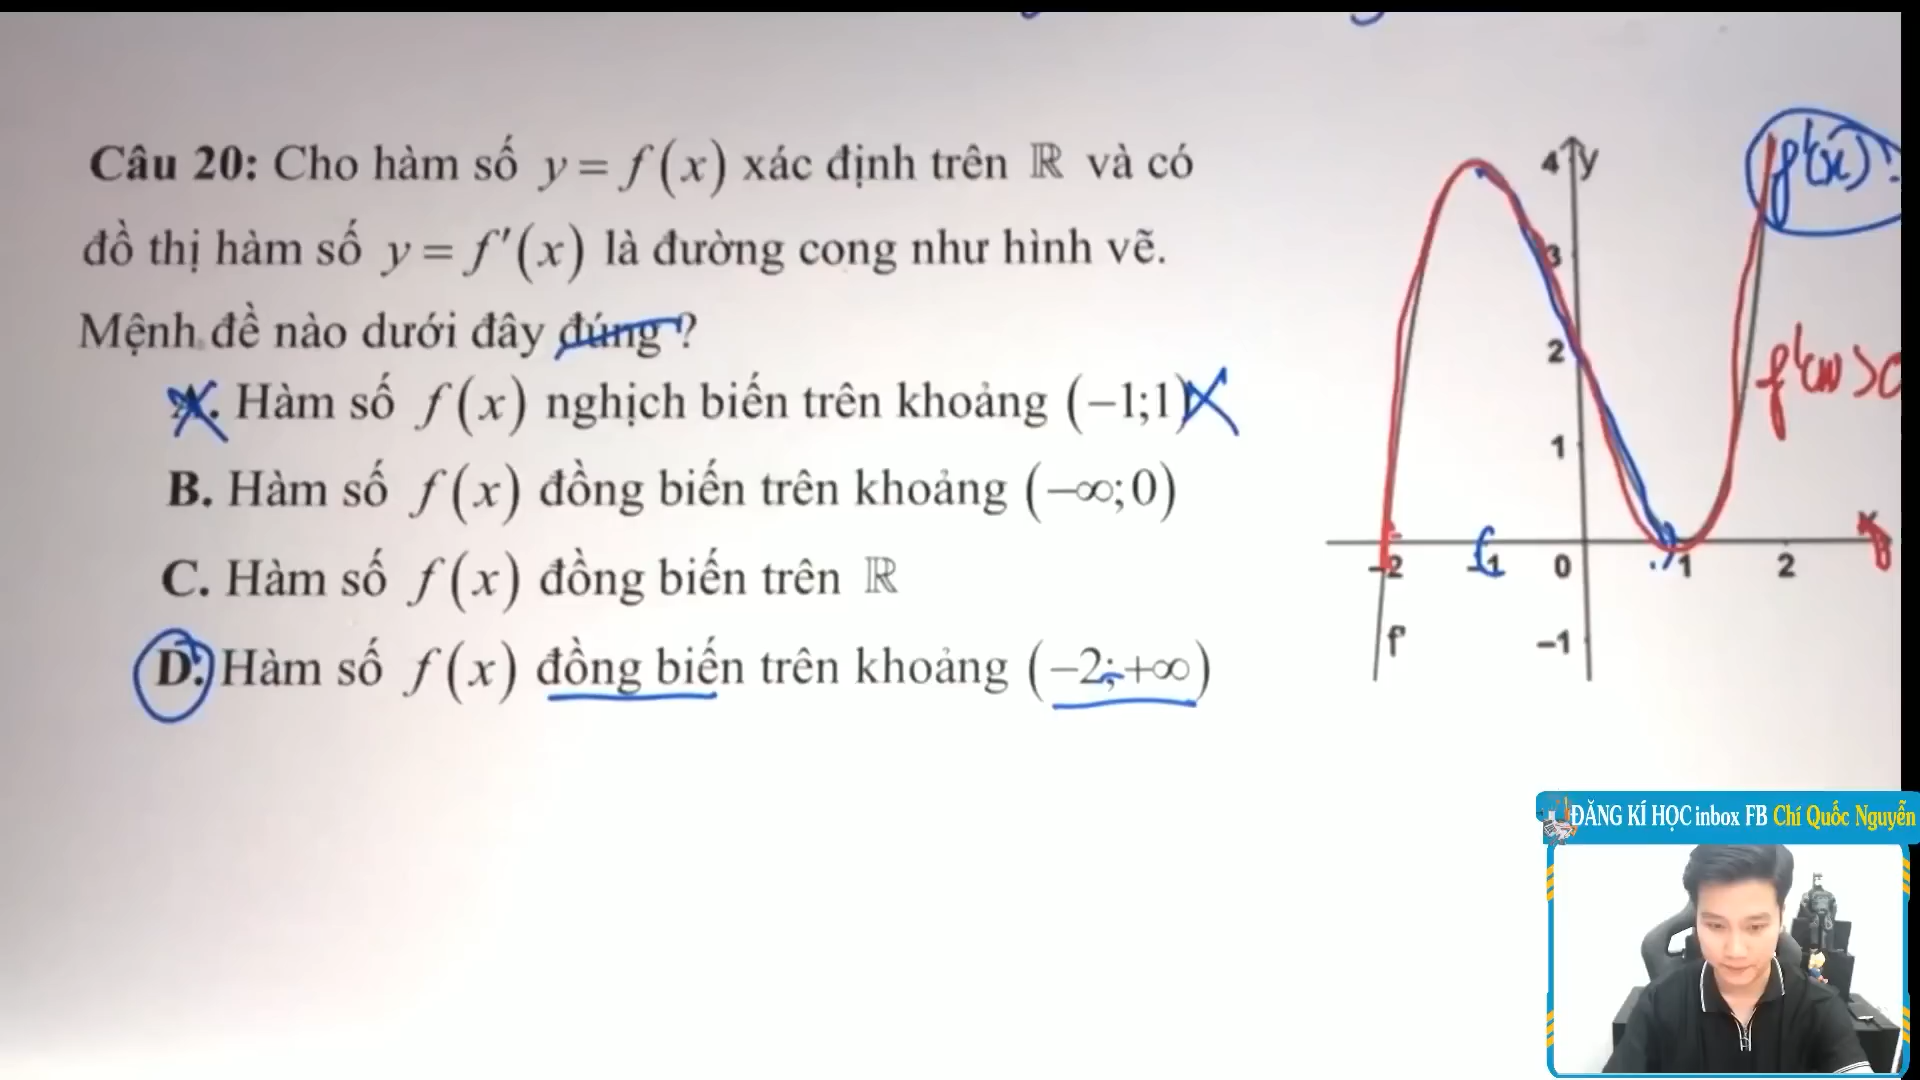 Câu 20: Cho hàm số y = f(x) xác định trên ℝ và có
đồ thị hàm số y = f'(x) là đường cong như hình vẽ.
Mệnh đề nào dưới đây đúng ?
A. Hàm số f(x) nghịch biến trên khoảng (−1;1)
B. Hàm số f(x) đồng biến trên khoảng (−∞;0)
C. Hàm số f(x) đồng biến trên ℝ
D. Hàm số f(x) đồng biến trên khoảng (−2;+∞)
4 y
3
2
1
-2 -1 0 1 2
-1
f'(x)
f'(x) >
ĐĂNG KÍ HỌC inbox FB Chí Quốc Nguyễn